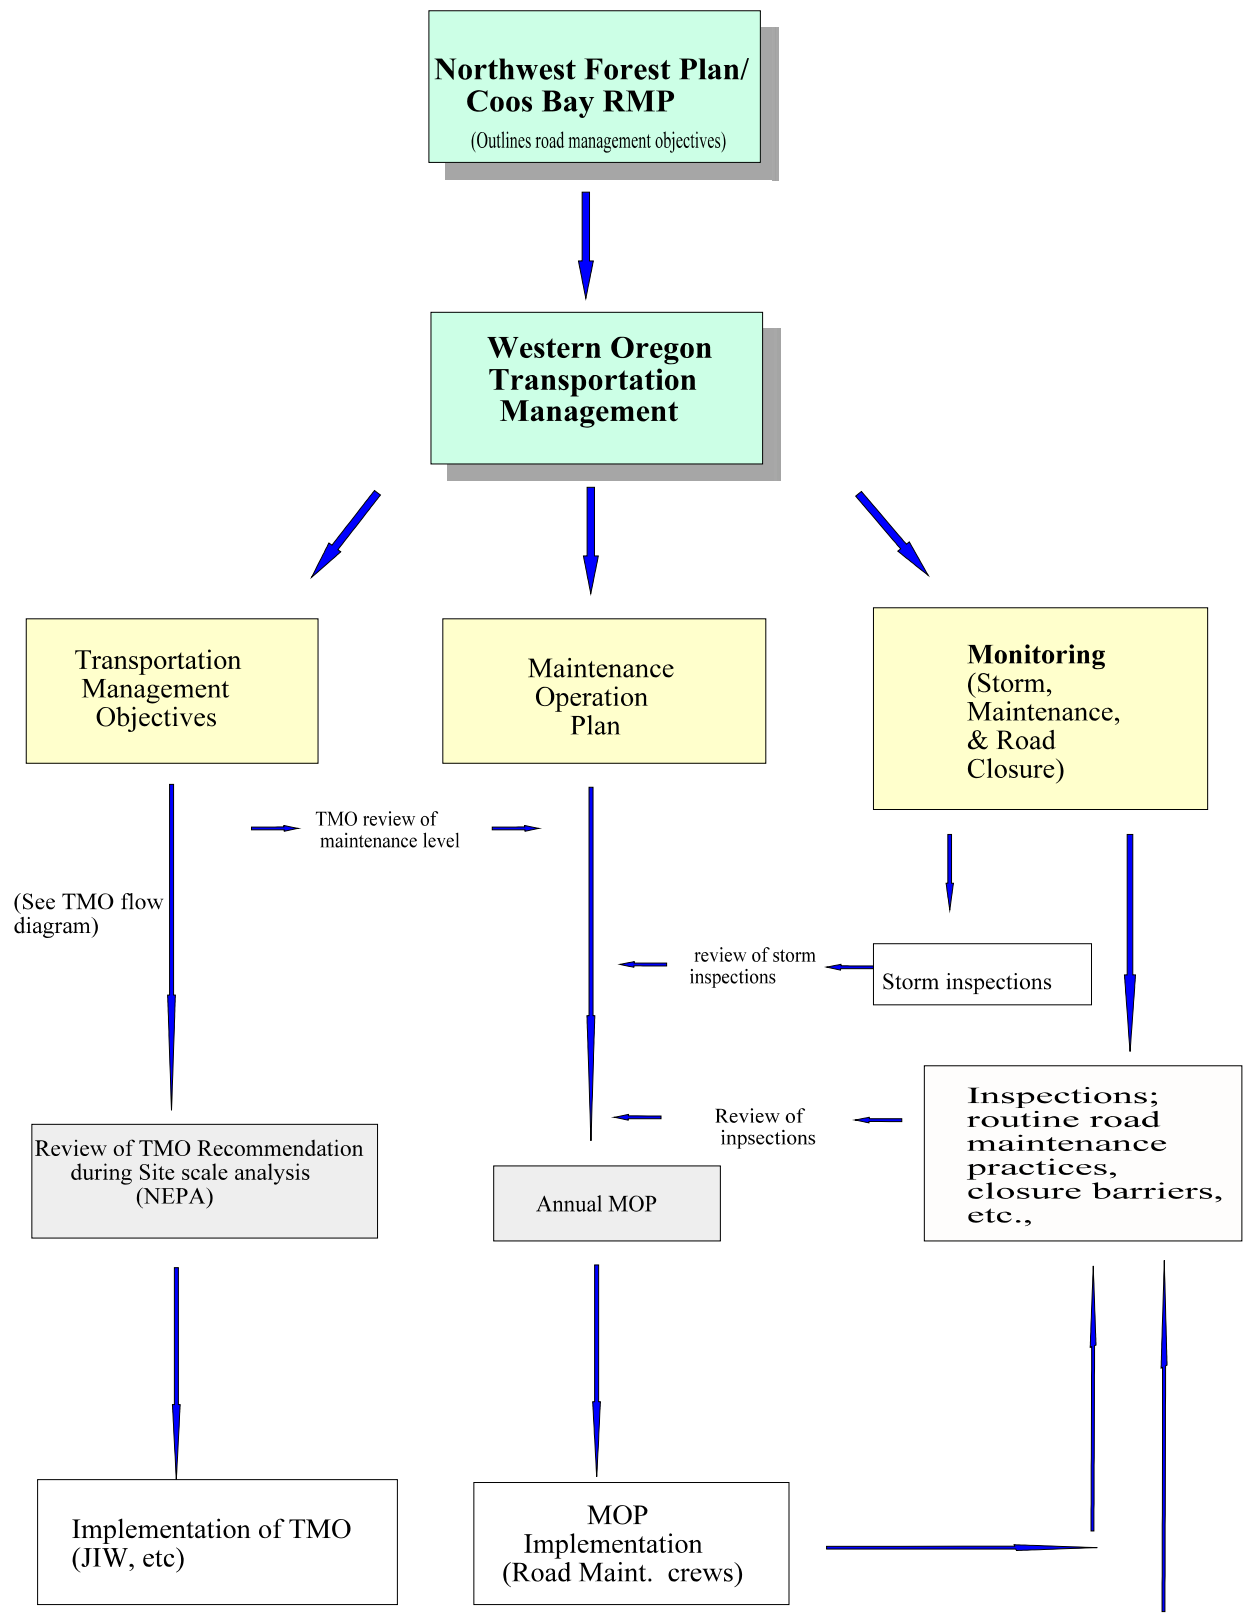 Northwest Forest Plan/
Coos Bay RMP
(Outlines road management objectives)
Western Oregon
Transportation
Management
Transportation
Management
Objectives
Maintenance
Operation
Plan
Monitoring
(Storm,
Maintenance,
& Road
Closure)
TMO review of
maintenance level
(See TMO flow
diagram)
review of storm
inspections
Storm inspections
Review of
inpsections
Inspections;
routine road
maintenance
practices,
closure barriers,
etc.,
Review of TMO Recommendation
during Site scale analysis
(NEPA)
Annual MOP
Implementation of TMO
(JIW, etc)
MOP
Implementation
(Road Maint. crews)